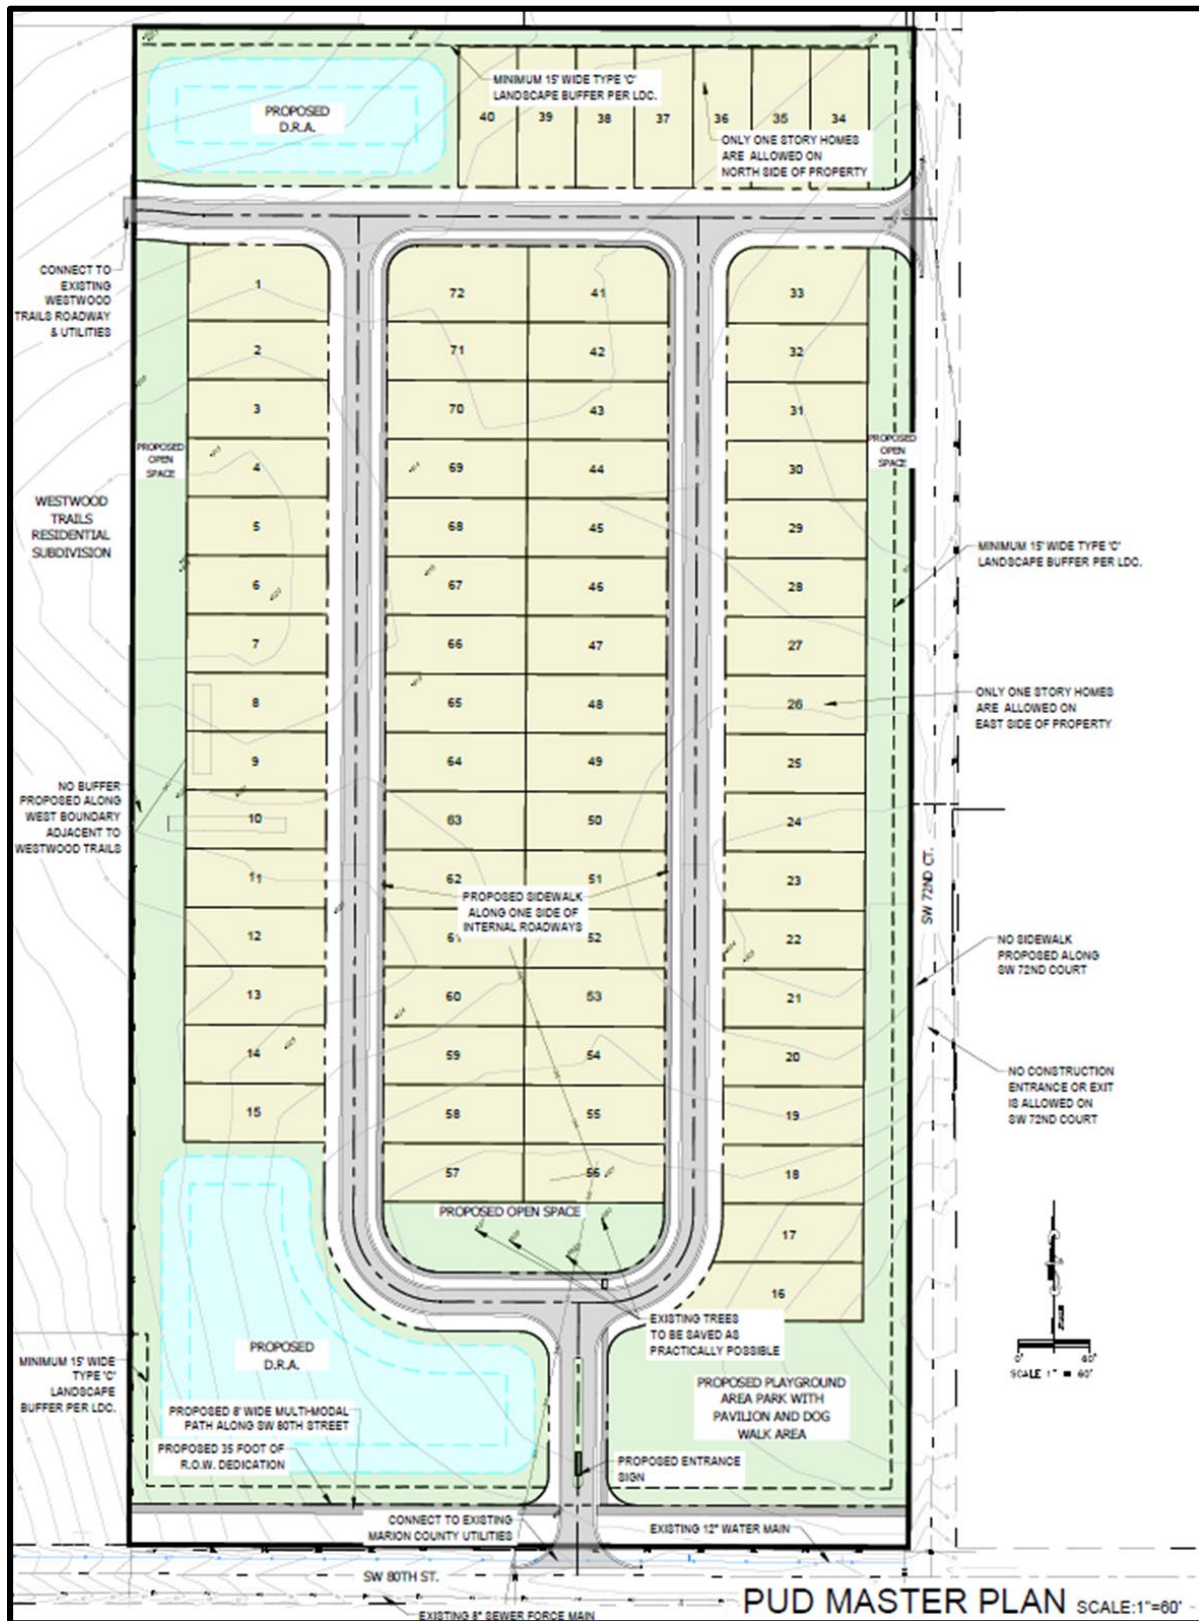 MINIMUM 15' WIDE TYPE 'C'
LANDSCAPE BUFFER PER LDC.
PROPOSED
D.R.A.
40
39
38
37
36
35
34
ONLY ONE STORY HOMES
ARE ALLOWED ON
NORTH SIDE OF PROPERTY
CONNECT TO
EXISTING
WESTWOOD
TRAILS ROADWAY
& UTILITIES
1
72
41
33
2
71
42
32
3
70
43
31
PROPOSED
OPEN
SPACE
4
69
44
30
PROPOSED
OPEN
SPACE
WESTWOOD
TRAILS
RESIDENTIAL
SUBDIVISION
5
68
45
29
MINIMUM 15' WIDE TYPE 'C'
LANDSCAPE BUFFER PER LDC.
6
67
46
28
7
66
47
27
8
65
48
26
ONLY ONE STORY HOMES
ARE ALLOWED ON
EAST SIDE OF PROPERTY
9
64
49
25
NO BUFFER
PROPOSED ALONG
WEST BOUNDARY
ADJACENT TO
WESTWOOD TRAILS
10
63
50
24
11
62
51
23
SW 72ND CT.
PROPOSED SIDEWALK
ALONG ONE SIDE OF
INTERNAL ROADWAYS
12
61
52
22
NO SIDEWALK
PROPOSED ALONG
SW 72ND COURT
13
60
53
21
14
59
54
20
NO CONSTRUCTION
ENTRANCE OR EXIT
IS ALLOWED ON
SW 72ND COURT
15
58
55
19
57
56
18
PROPOSED OPEN SPACE
17
16
EXISTING TREES
TO BE SAVED AS
PRACTICALLY POSSIBLE
0'
60'
SCALE 1" = 60'
PROPOSED
D.R.A.
MINIMUM 15' WIDE
TYPE 'C'
LANDSCAPE
BUFFER PER LDC.
PROPOSED PLAYGROUND
AREA PARK WITH
PAVILION AND DOG
WALK AREA
PROPOSED 8' WIDE MULTI-MODAL
PATH ALONG SW 80TH STREET
PROPOSED 35 FOOT OF
R.O.W. DEDICATION
PROPOSED ENTRANCE
SIGN
CONNECT TO EXISTING
MARION COUNTY UTILITIES
EXISTING 12" WATER MAIN
SW 80TH ST.
EXISTING 8" SEWER FORCE MAIN
PUD MASTER PLAN SCALE:1"=60'